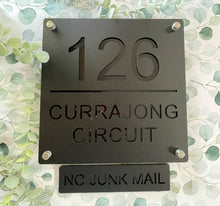 126
CURRAJONG
CIRCUIT
NO JUNK MAIL